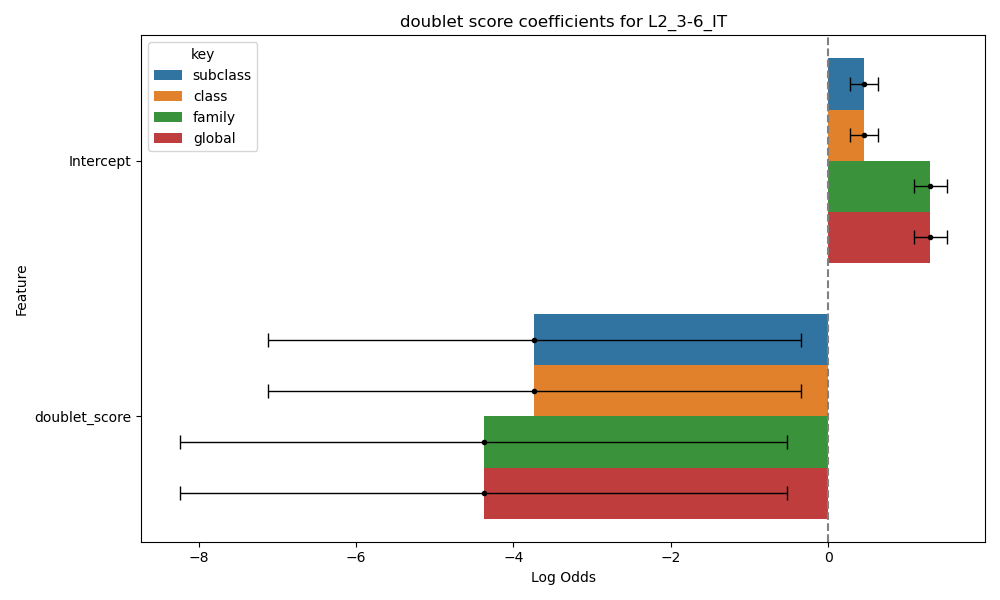 doublet score coefficients for L2_3-6_IT
key
subclass
class
family
global
Intercept
doublet_score
Feature
−8
−6
−4
−2
0
Log Odds